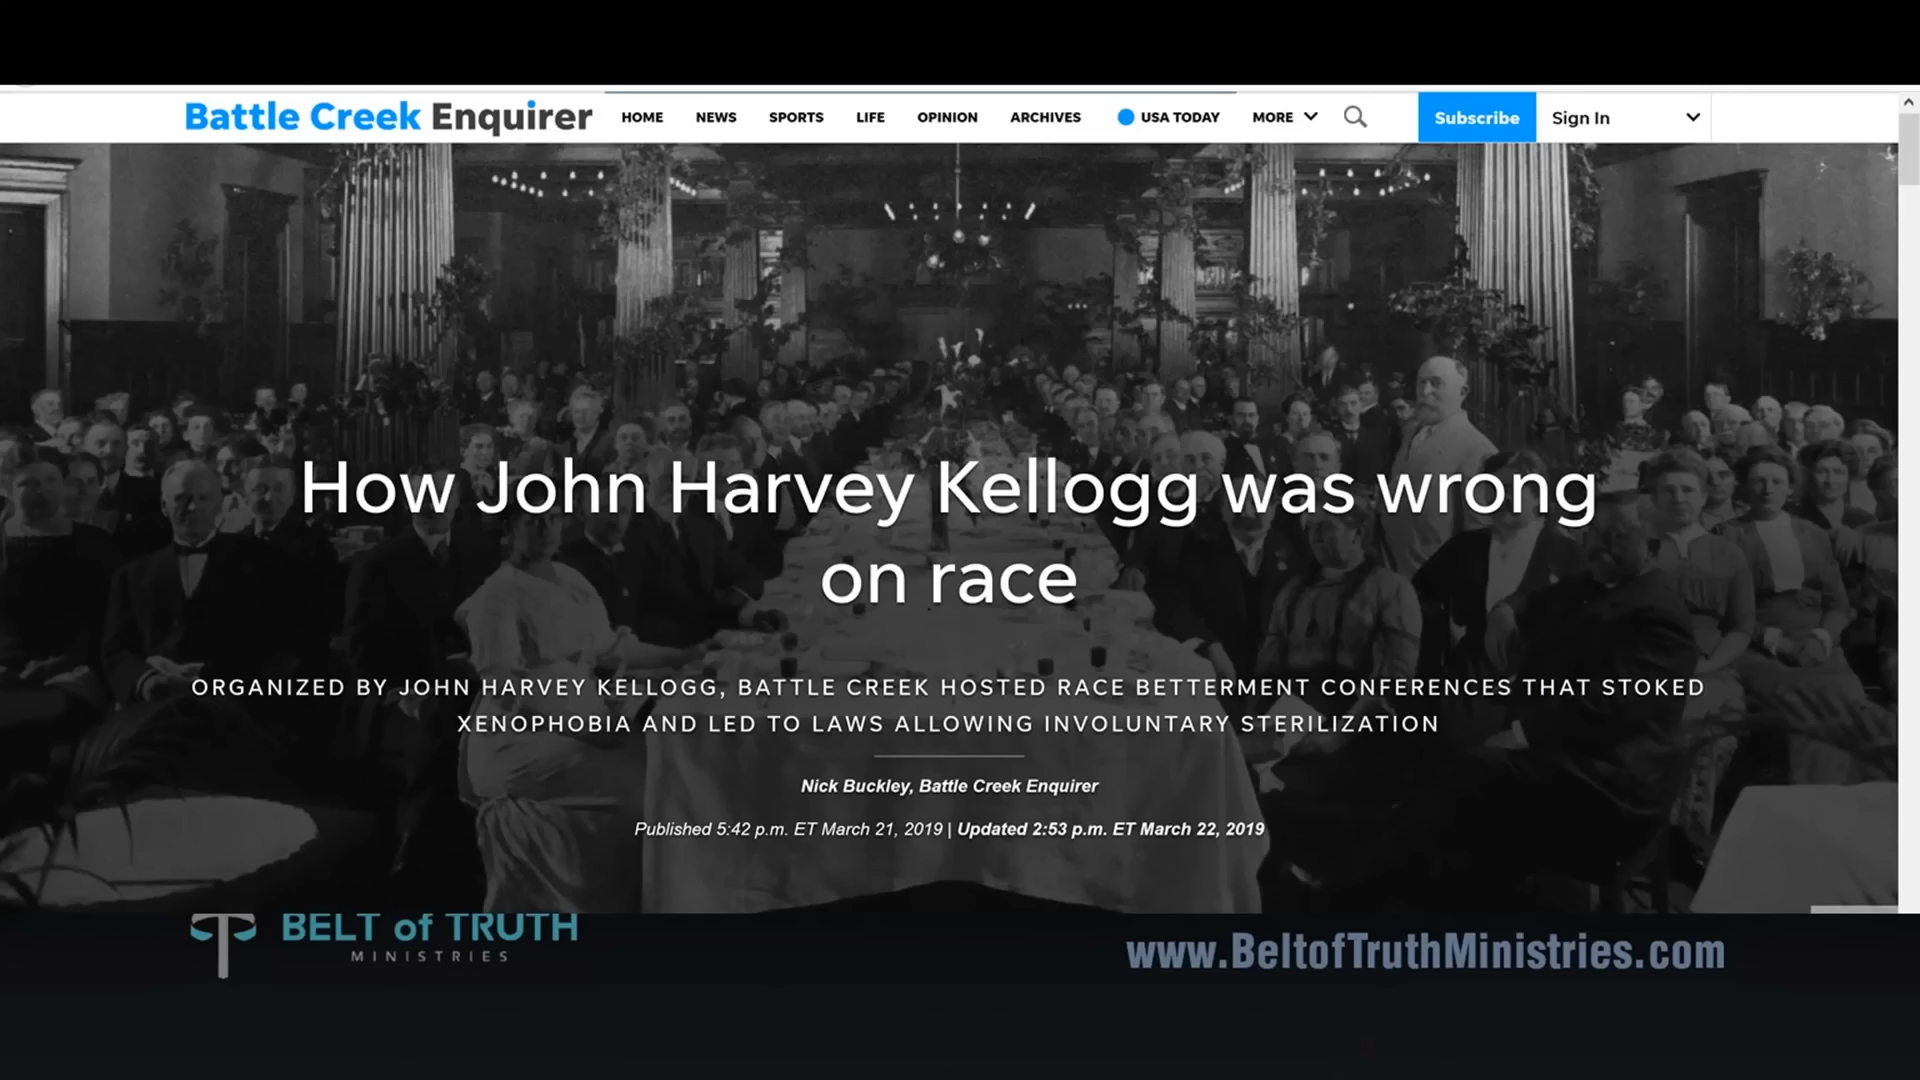 Battle Creek Enquirer
HOME NEWS SPORTS LIFE OPINION ARCHIVES USA TODAY MORE Subscribe Sign In
How John Harvey Kellogg was wrong
on race
ORGANIZED BY JOHN HARVEY KELLOGG, BATTLE CREEK HOSTED RACE BETTERMENT CONFERENCES THAT STOKED
XENOPHOBIA AND LED TO LAWS ALLOWING INVOLUNTARY STERILIZATION
Nick Buckley, Battle Creek Enquirer
Published 5:42 p.m. ET March 21, 2019 | Updated 2:53 p.m. ET March 22, 2019
BELT of TRUTH
MINISTRIES
www.BeltofTruthMinistries.com